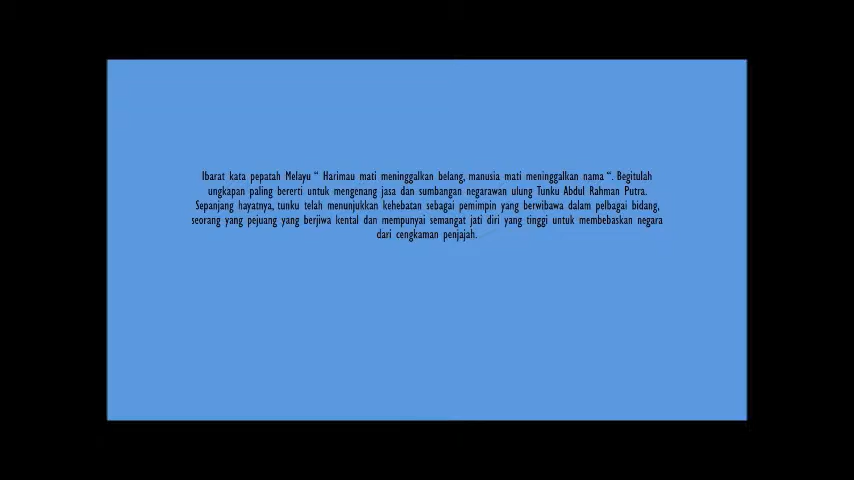 Ibarat kata pepatah Melayu “ Harimau mati meninggalkan belang, manusia mati meninggalkan nama “. Begitulah
ungkapan paling bererti untuk mengenang jasa dan sumbangan negarawan ulung Tunku Abdul Rahman Putra.
Sepanjang hayatnya, tunku telah menunjukkan kehebatan sebagai pemimpin yang berwibawa dalam pelbagai bidang,
seorang yang pejuang yang berjiwa kental dan mempunyai semangat jati diri yang tinggi untuk membebaskan negara
dari cengkaman penjajah.